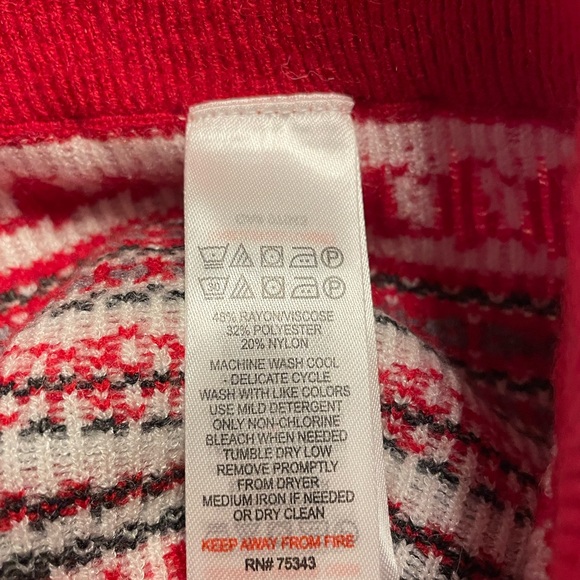 48% RAYON/VISCOSE
32% POLYESTER
20% NYLON
MACHINE WASH COOL
- DELICATE CYCLE
WASH WITH LIKE COLORS
USE MILD DETERGENT
ONLY NON-CHLORINE
BLEACH WHEN NEEDED
TUMBLE DRY LOW
REMOVE PROMPTLY
FROM DRYER
MEDIUM IRON IF NEEDED
OR DRY CLEAN
KEEP AWAY FROM FIRE
RN# 75343